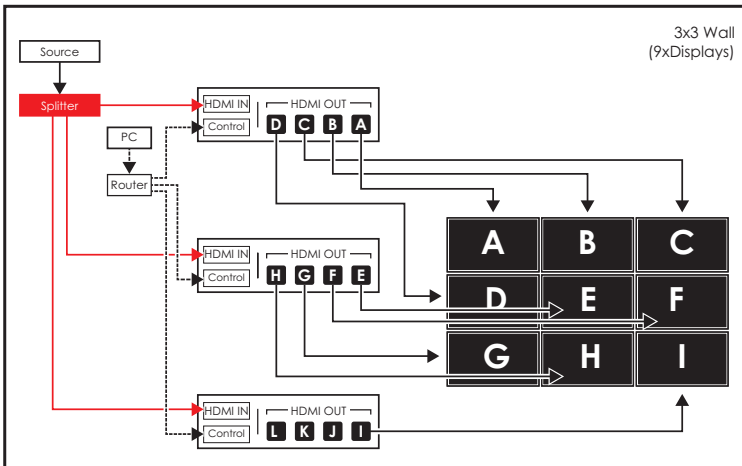 3x3 Wall
(9xDisplays)
Source
Splitter
PC
Router
HDMI IN
Control
HDMI OUT
D C B A
HDMI IN
Control
HDMI OUT
H G F E
HDMI IN
Control
HDMI OUT
L K J I
A B C
D E F
G H I